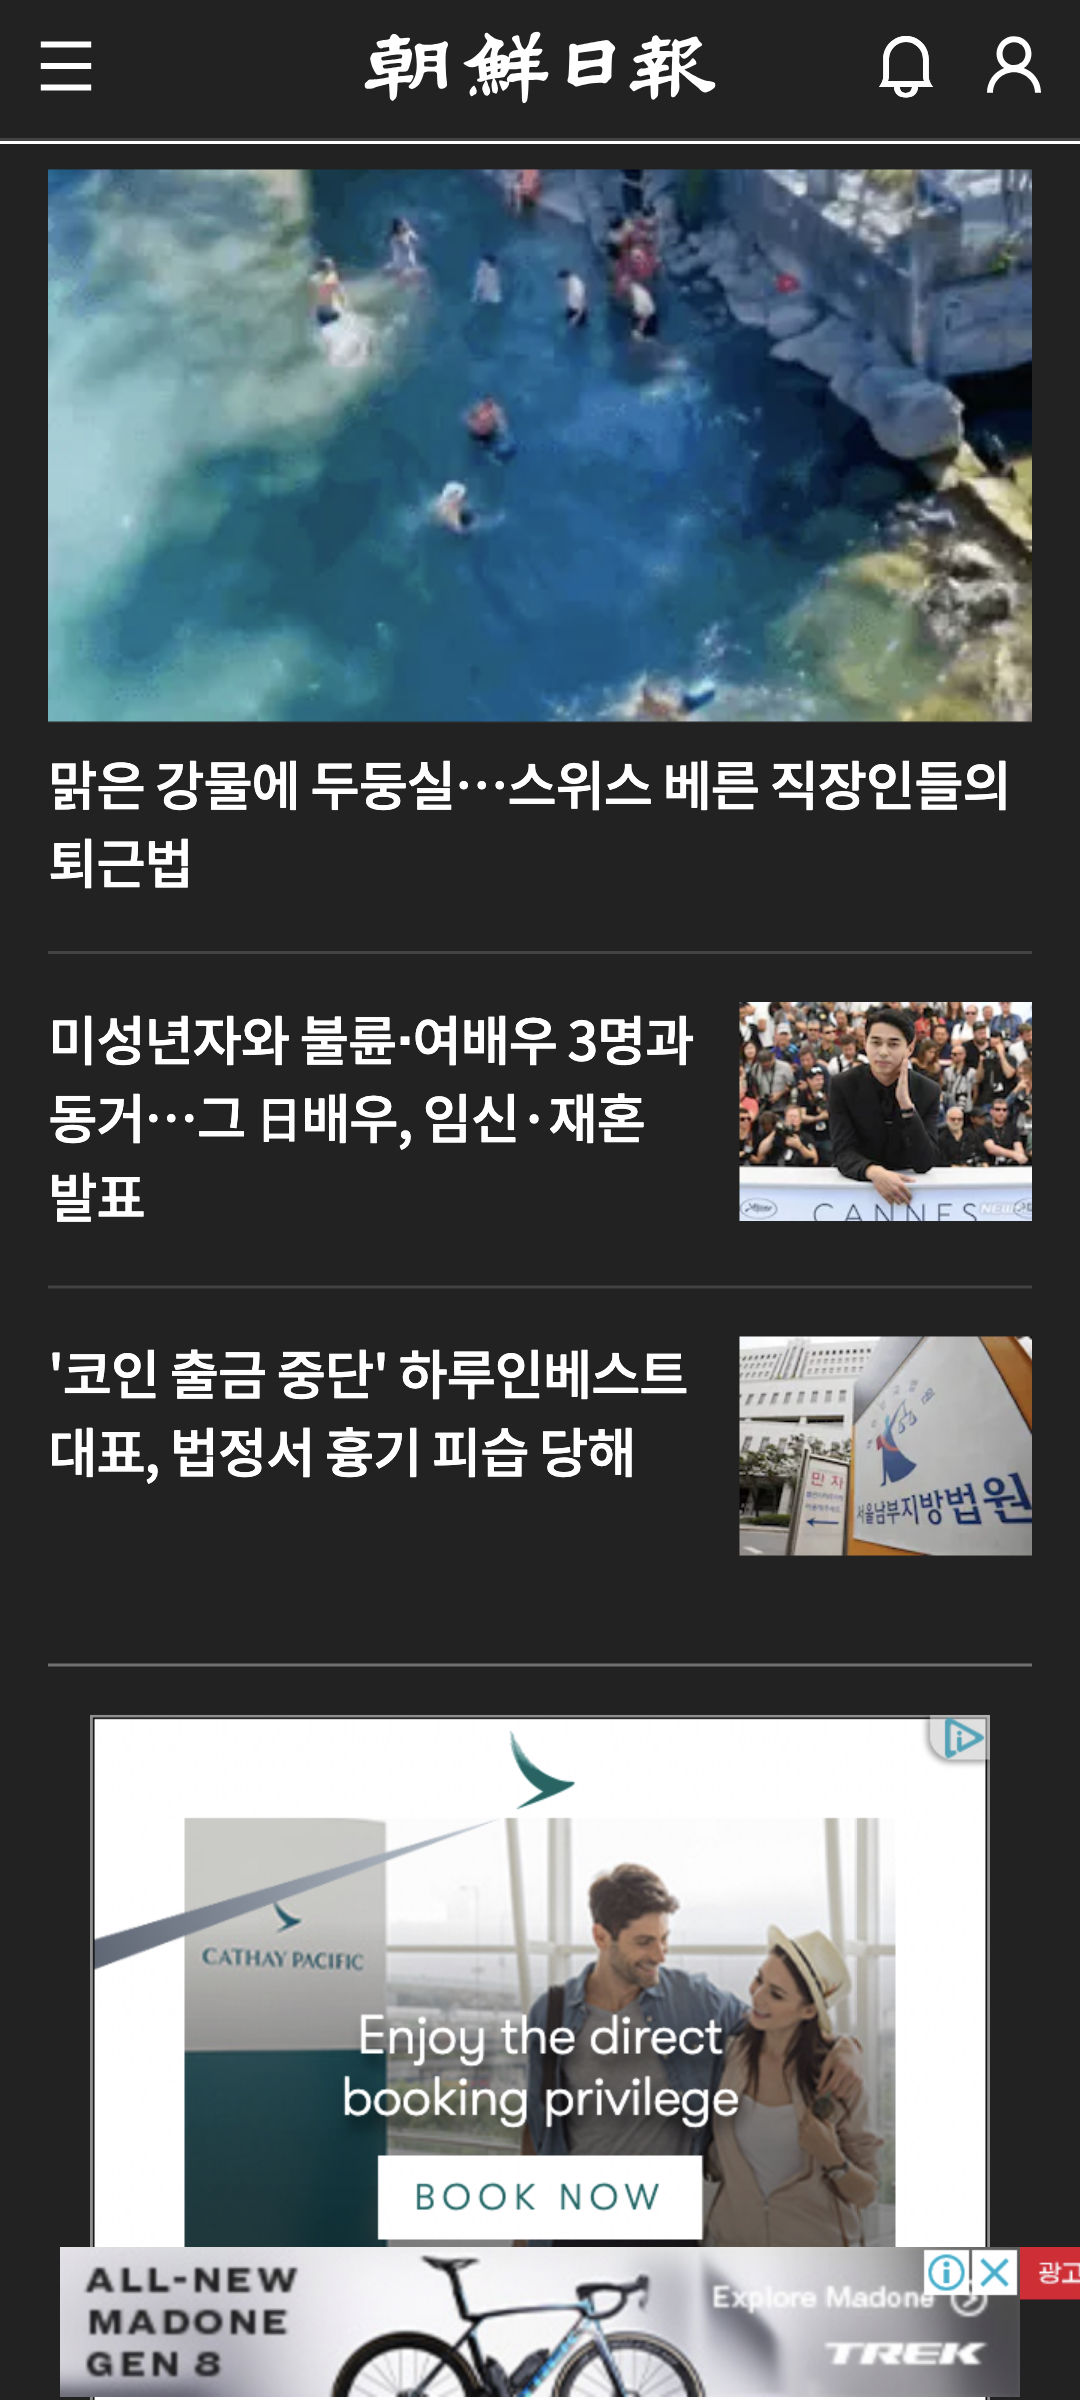 朝鮮日報
맑은 강물에 두둥실…스위스 베른 직장인들의
퇴근법
미성년자와 불륜·여배우 3명과
동거…그 日배우, 임신·재혼
발표
CANNES
'코인 출금 중단' 하루인베스트
대표, 법정서 흉기 피습 당해
민 자
서울남부지방법원
CATHAY PACIFIC
Enjoy the direct
booking privilege
BOOK NOW
ALL-NEW
MADONE
GEN 8
Explore Madone
TREK
광고